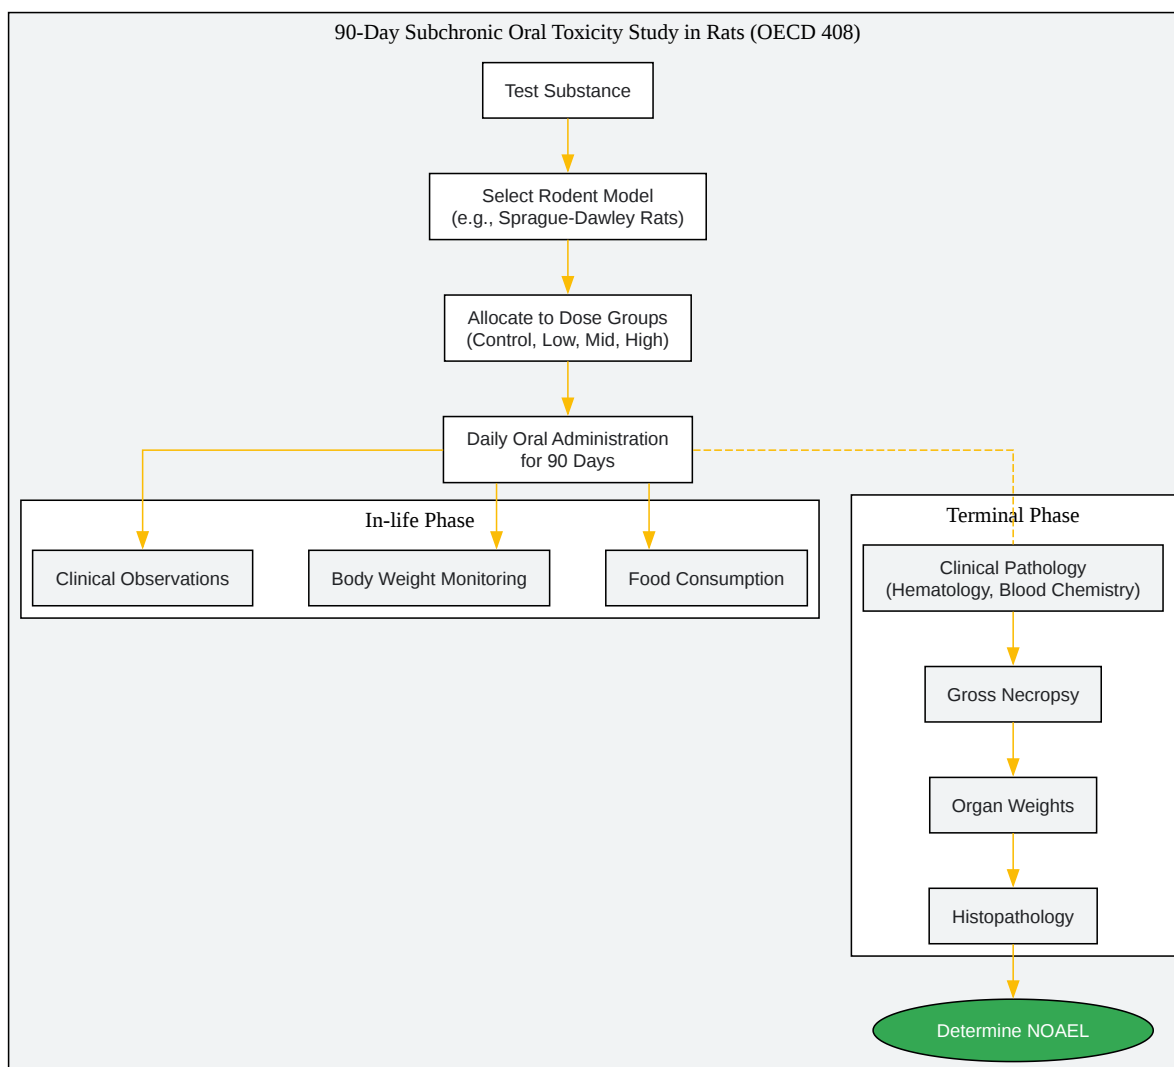 90-Day Subchronic Oral Toxicity Study in Rats (OECD 408)
Test Substance
Select Rodent Model
(e.g., Sprague-Dawley Rats)
Allocate to Dose Groups
(Control, Low, Mid, High)
Daily Oral Administration
for 90 Days
In-life Phase
Clinical Observations
Body Weight Monitoring
Food Consumption
Terminal Phase
Clinical Pathology
(Hematology, Blood Chemistry)
Gross Necropsy
Organ Weights
Histopathology
Determine NOAEL